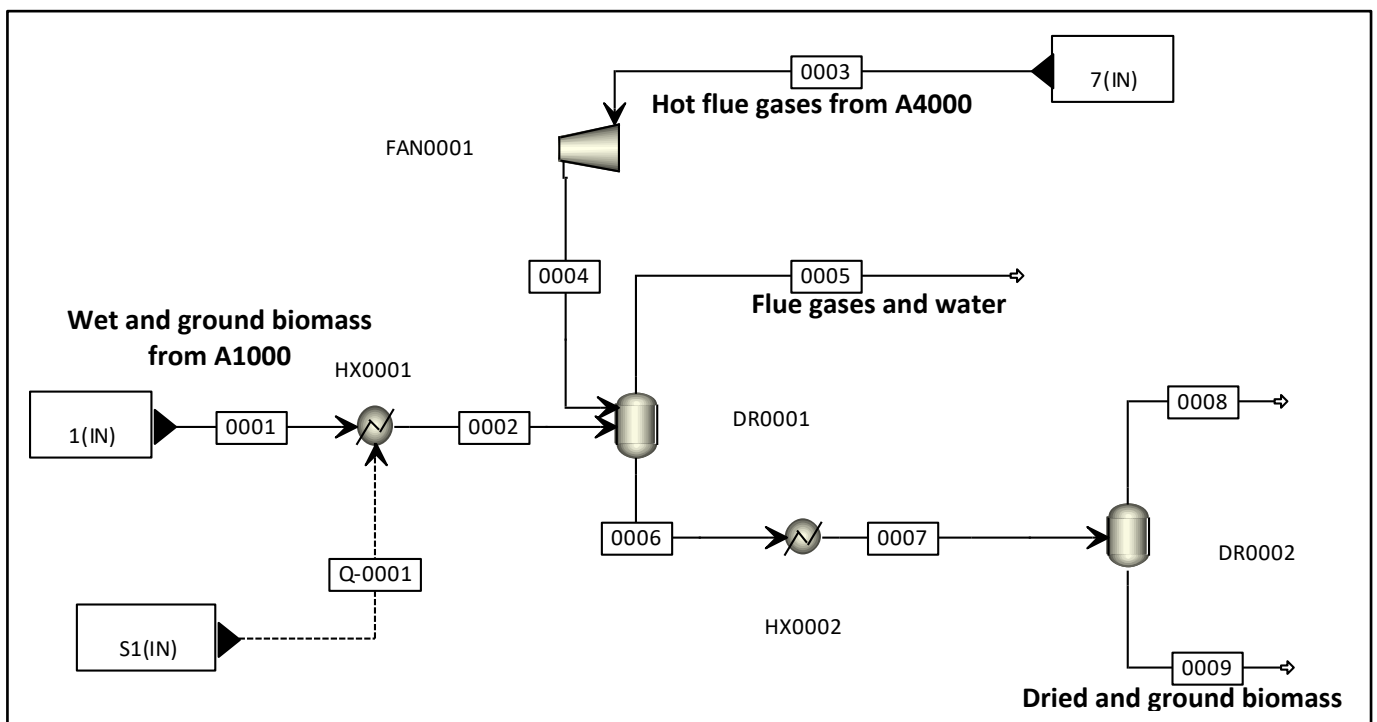 0003
7(IN)
Hot flue gases from A4000
FAN0001
0004
0005
Flue gases and water
Wet and ground biomass
from A1000
HX0001
1(IN)
0001
0002
DR0001
0008
0006
0007
DR0002
Q-0001
HX0002
S1(IN)
0009
Dried and ground biomass